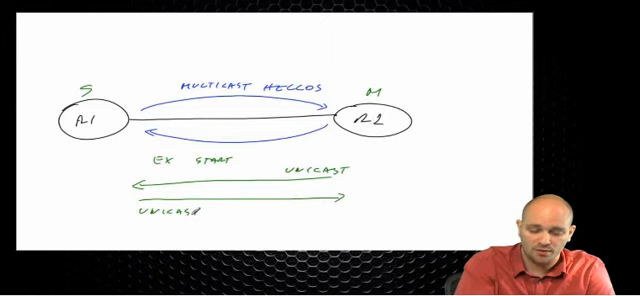 S
MULTICAST HELLOS
M
R1
R2
EX START
UNICAST
UNICAST